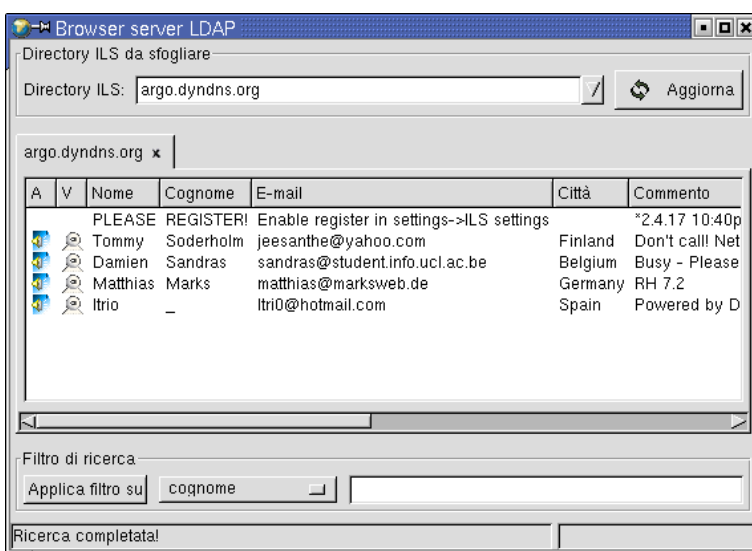 Browser server LDAP
Directory ILS da sfogliare
Directory ILS: argo.dyndns.org Aggiorna
argo.dyndns.org x
A V Nome Cognome E-mail Città Commento
PLEASE REGISTER! Enable register in settings->ILS settings *2.4.17 10:40p
Tommy Soderholm jeesanthe@yahoo.com Finland Don't call! Net
Damien Sandras sandras@student.info.ucl.ac.be Belgium Busy - Please
Matthias Marks matthias@marksweb.de Germany RH 7.2
ltrio _ ltri0@hotmail.com Spain Powered by D
Filtro di ricerca
Applica filtro su cognome
Ricerca completata!